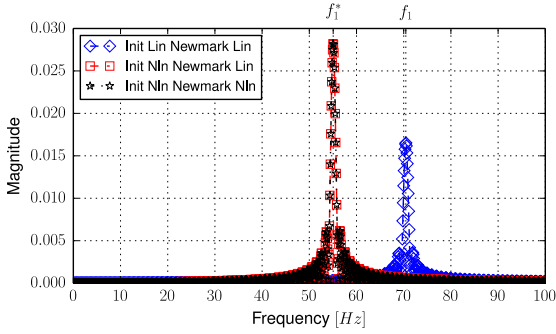 f₁* f₁
0.030
0.025
0.020
0.015
0.010
0.005
0.000
Magnitude
Init Lin Newmark Lin
Init Nln Newmark Lin
Init Nln Newmark Nln
0 10 20 30 40 50 60 70 80 90 100
Frequency [Hz]